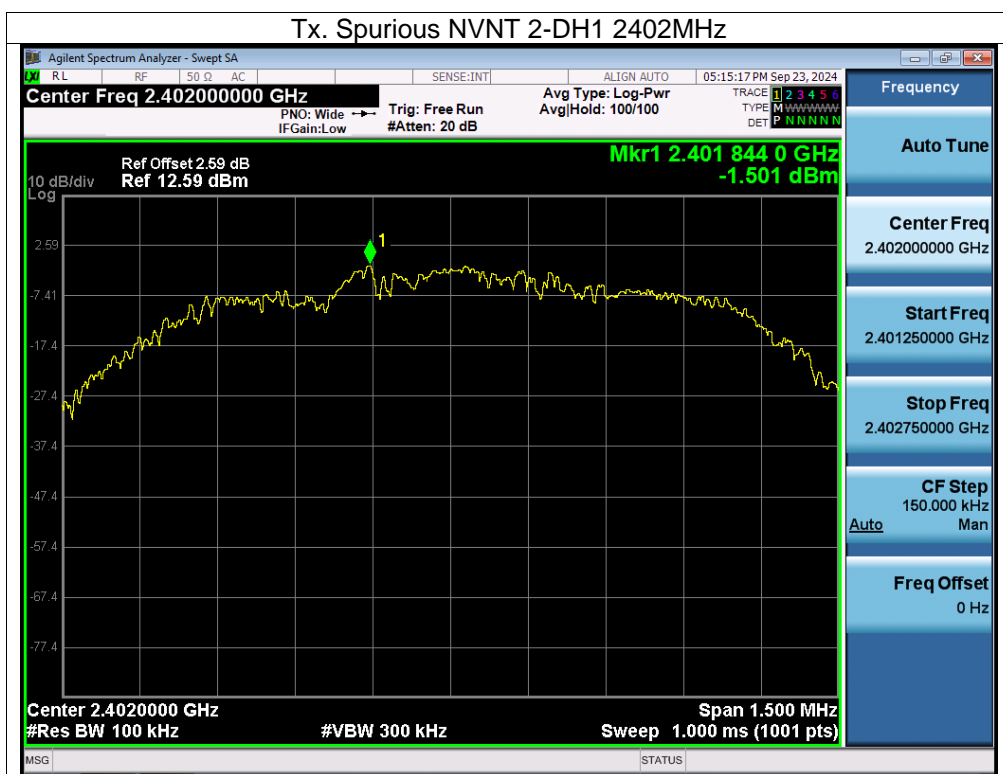 Tx. Spurious NVNT 2-DH1 2402MHz
Agilent Spectrum Analyzer - Swept SA
LXI RL RF 50 Ω AC SENSE:INT ALIGN AUTO 05:15:17 PM Sep 23, 2024
Center Freq 2.402000000 GHz
PNO: Wide
IFGain:Low
Trig: Free Run
#Atten: 20 dB
Avg Type: Log-Pwr
Avg|Hold: 100/100
TRACE 1 2 3 4 5 6
TYPE M WWWWW
DET P N N N N N
Ref Offset 2.59 dB
Ref 12.59 dBm
10 dB/div
Log
Mkr1 2.401 844 0 GHz
-1.501 dBm
1
2.59
-7.41
-17.4
-27.4
-37.4
-47.4
-57.4
-67.4
-77.4
Center 2.4020000 GHz
Span 1.500 MHz
#Res BW 100 kHz
#VBW 300 kHz
Sweep 1.000 ms (1001 pts)
MSG
STATUS
Frequency
Auto Tune
Center Freq
2.402000000 GHz
Start Freq
2.401250000 GHz
Stop Freq
2.402750000 GHz
CF Step
150.000 kHz
Auto Man
Freq Offset
0 Hz